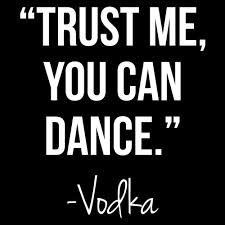 “TRUST ME,
YOU CAN
DANCE.”
-Vodka